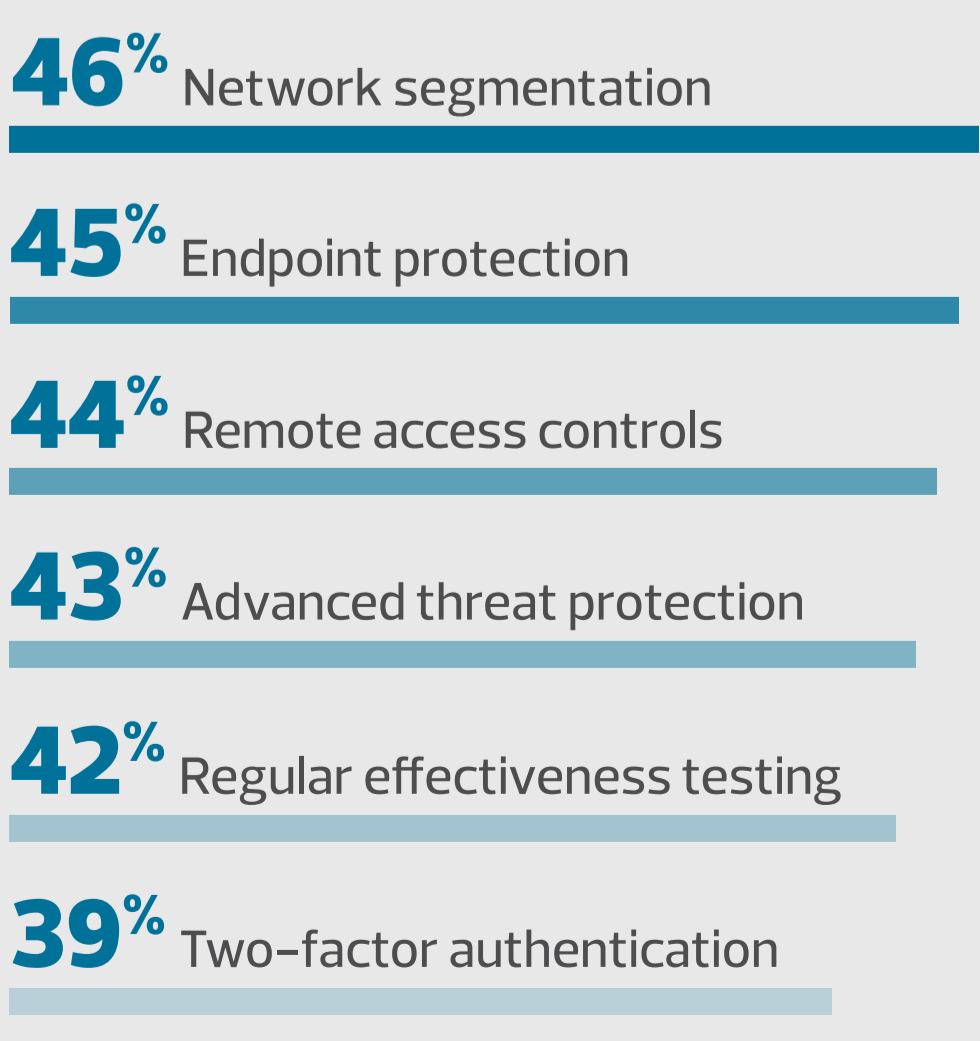 46% Network segmentation
45% Endpoint protection
44% Remote access controls
43% Advanced threat protection
42% Regular effectiveness testing
39% Two-factor authentication